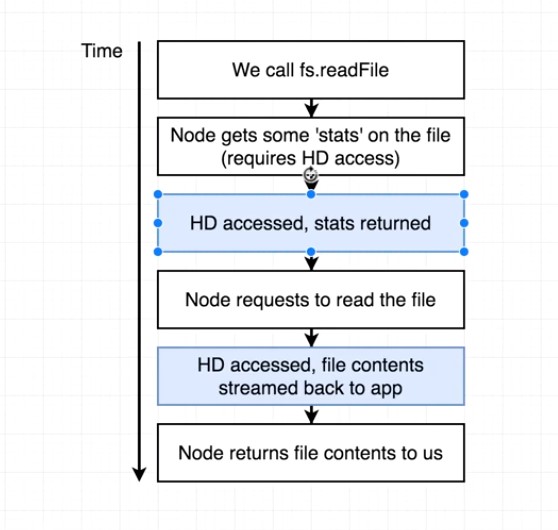 Time
We call fs.readFile
Node gets some 'stats' on the file
(requires HD access)
HD accessed, stats returned
Node requests to read the file
HD accessed, file contents
streamed back to app
Node returns file contents to us